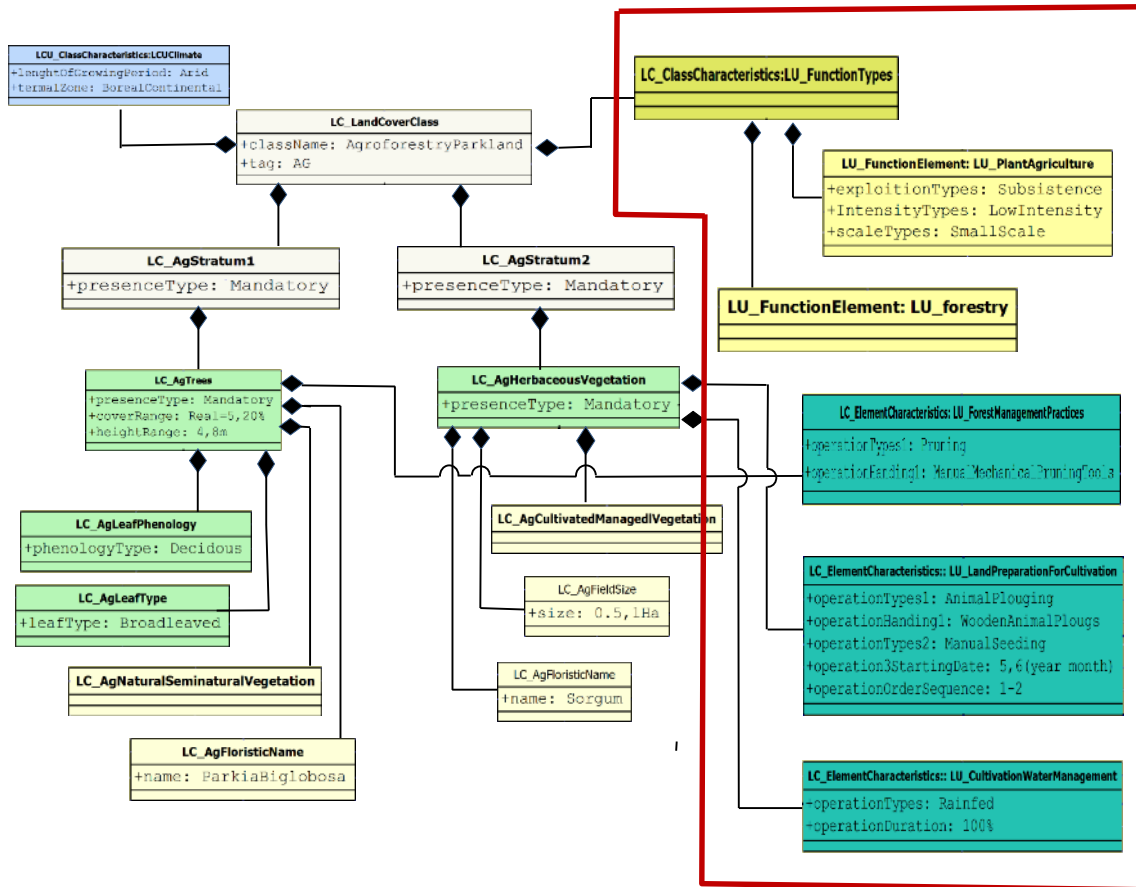 LCU_ClassCharacteristics:LCUClimate
+lenghtOfGrowingPeriod: Arid
+termalZone: BorealContinental
LC_LandCoverClass
+className: AgroforestryParkland
+tag: AG
LC_ClassCharacteristics:LU_FunctionTypes
LU_FunctionElement: LU_PlantAgriculture
+exploitionTypes: Subsistence
+IntensityTypes: LowIntensity
+scaleTypes: SmallScale
LU_FunctionElement: LU_forestry
LC_AgStratum1
+presenceType: Mandatory
LC_AgStratum2
+presenceType: Mandatory
LC_AgTrees
+presenceType: Mandatory
+coverRange: Real=5,20%
+heightRange: 4,8m
LC_AgHerbaceousVegetation
+presenceType: Mandatory
LC_ElementCharacteristics: LU_ForestManagementPractices
+operationTypes1: Pruning
+operationHanding1: ManualMechanicalPruningTools
LC_AgLeafPhenology
+phenologyType: Decidous
LC_AgCultivatedManagedlVegetation
LC_AgLeafType
+leafType: Broadleaved
LC_AgFieldSize
+size: 0.5,1Ha
LC_ElementCharacteristics:: LU_LandPreparationForCultivation
+operationTypes1: AnimalPlouging
+operationHanding1: WoodenAnimalPlougs
+operationTypes2: ManualSeeding
+operation3StartingDate: 5,6(year month)
+operationOrderSequence: 1-2
LC_AgNaturalSeminaturalVegetation
LC_AgFloristicName
+name: Sorgum
LC_AgFloristicName
+name: ParkiaBiglobosa
LC_ElementCharacteristics:: LU_CultivationWaterManagement
+operationTypes: Rainfed
+operationDuration: 100%